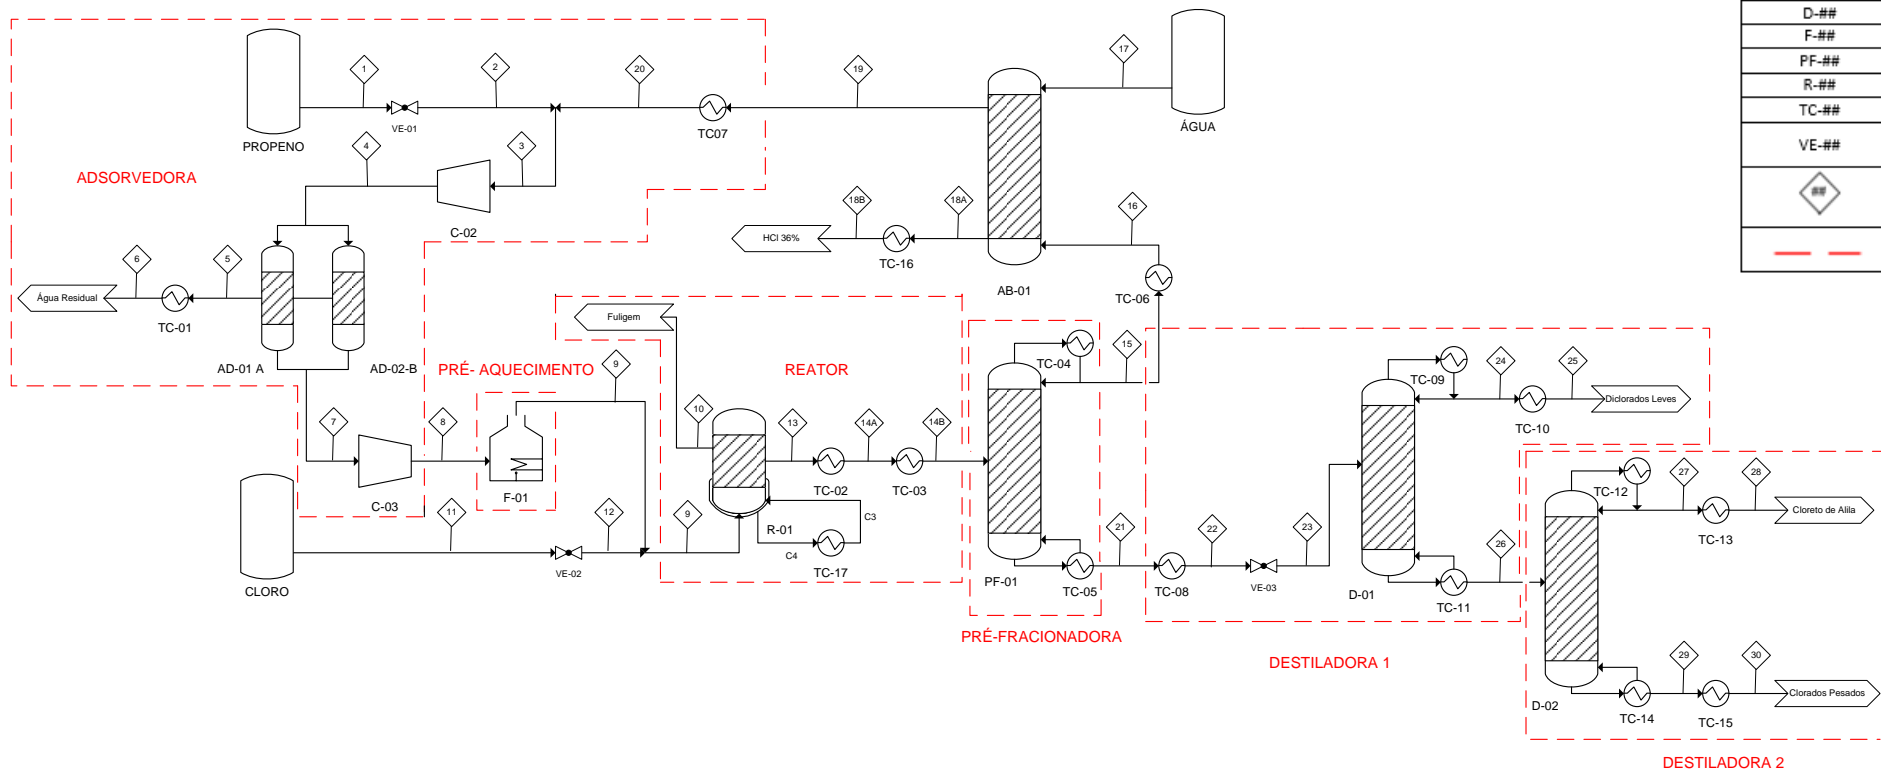 D-##
F-##
PF-##
R-##
TC-##
VE-##
##
1
2
20
19
17
PROPENO
VE-01
TC07
ÁGUA
4
3
ADSORVEDORA
C-02
18B
18A
16
HCl 36%
TC-16
AB-01
TC-06
6
5
Água Residual
TC-01
AD-01 A
AD-02-B
PRÉ- AQUECIMENTO
9
Fuligem
REATOR
TC-04
15
TC-09
24
25
Diclorados Leves
TC-10
7
8
F-01
C-03
10
13
14A
14B
TC-02
TC-03
R-01
C3
C4
TC-17
11
12
9
VE-02
CLORO
PF-01
TC-05
21
22
23
TC-08
VE-03
D-01
TC-11
26
TC-12
27
28
TC-13
Cloreto de Alila
PRÉ-FRACIONADORA
DESTILADORA 1
29
30
D-02
TC-14
TC-15
Clorados Pesados
DESTILADORA 2